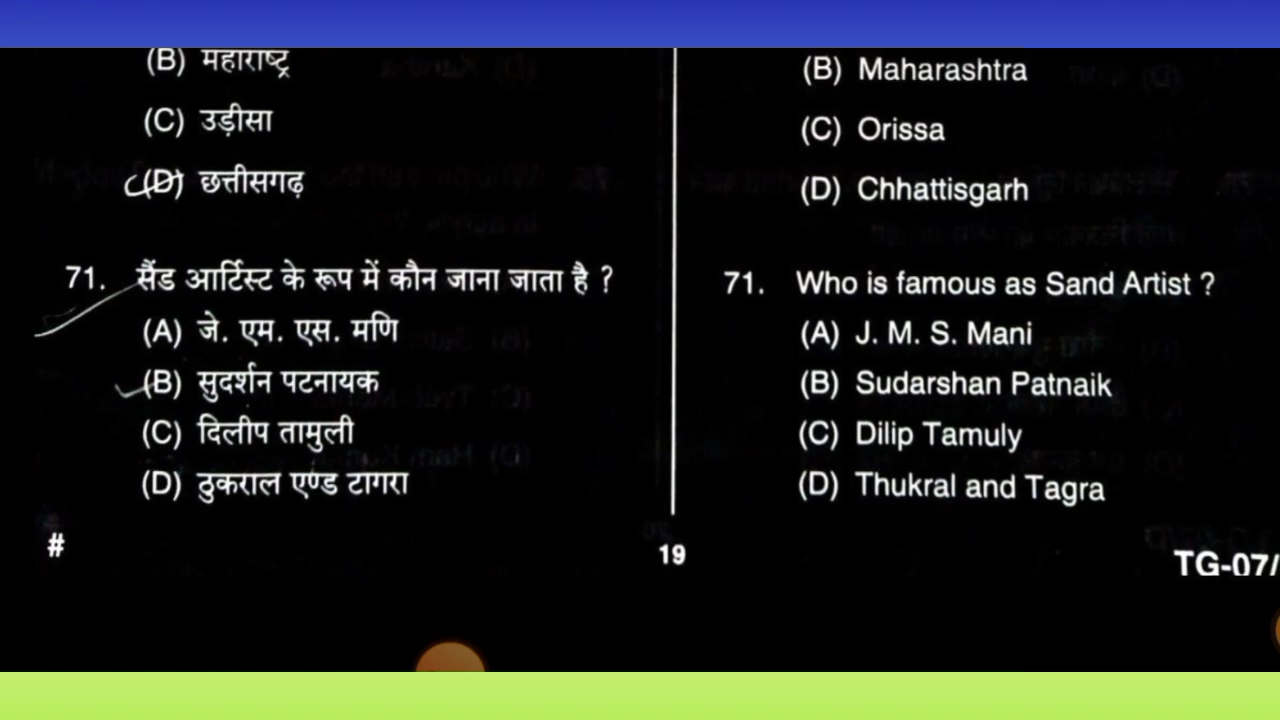 (B) महाराष्ट्र
(C) उड़ीसा
(D) छत्तीसगढ़
71. सैंड आर्टिस्ट के रूप में कौन जाना जाता है ?
(A) जे. एम. एस. मणि
(B) सुदर्शन पटनायक
(C) दिलीप तामुली
(D) ठुकराल एण्ड टागरा
#
(B) Maharashtra
(C) Orissa
(D) Chhattisgarh
71. Who is famous as Sand Artist ?
(A) J. M. S. Mani
(B) Sudarshan Patnaik
(C) Dilip Tamuly
(D) Thukral and Tagra
19
TG-07/